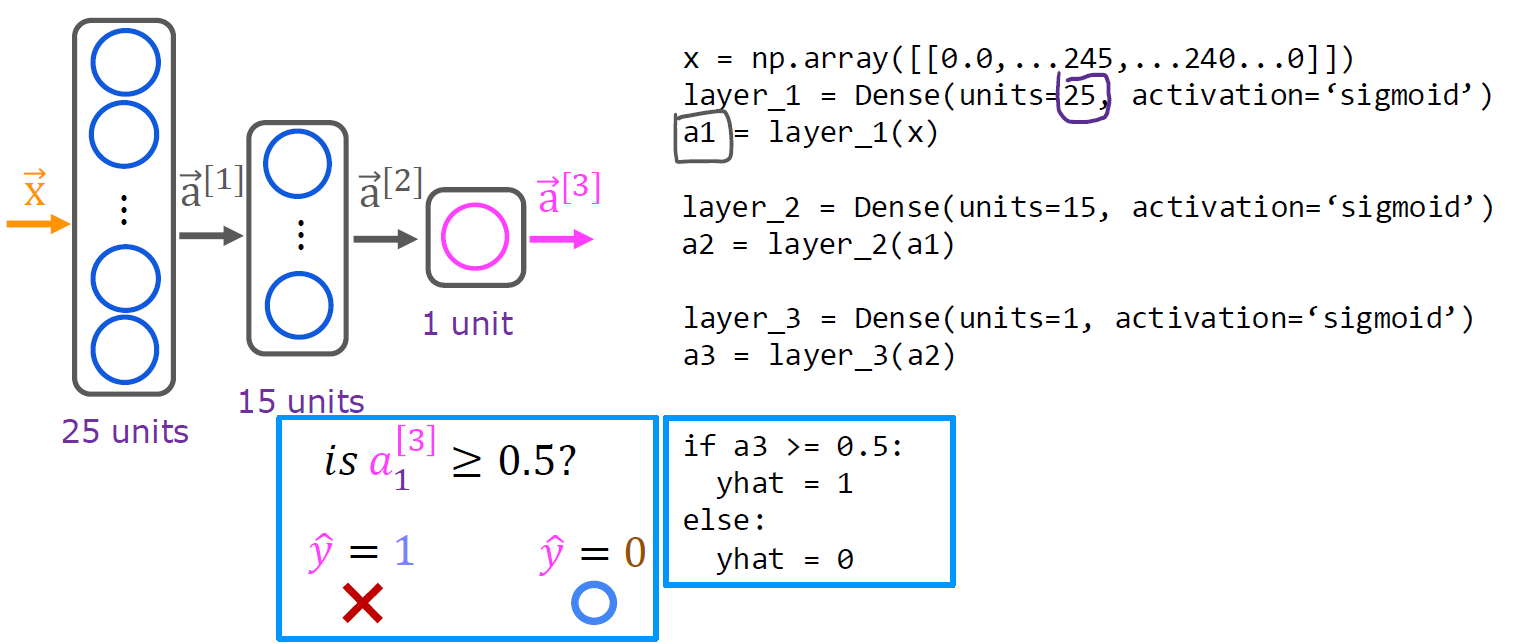 x⃗
a⃗[1]
a⃗[2]
a⃗[3]
25 units
15 units
1 unit
x = np.array([[0.0,...245,...240...0]])
layer_1 = Dense(units=25, activation=‘sigmoid’)
a1 = layer_1(x)
layer_2 = Dense(units=15, activation=‘sigmoid’)
a2 = layer_2(a1)
layer_3 = Dense(units=1, activation=‘sigmoid’)
a3 = layer_3(a2)
is a₁[3] ≥ 0.5?
ŷ = 1 ŷ = 0
if a3 >= 0.5:
yhat = 1
else:
yhat = 0